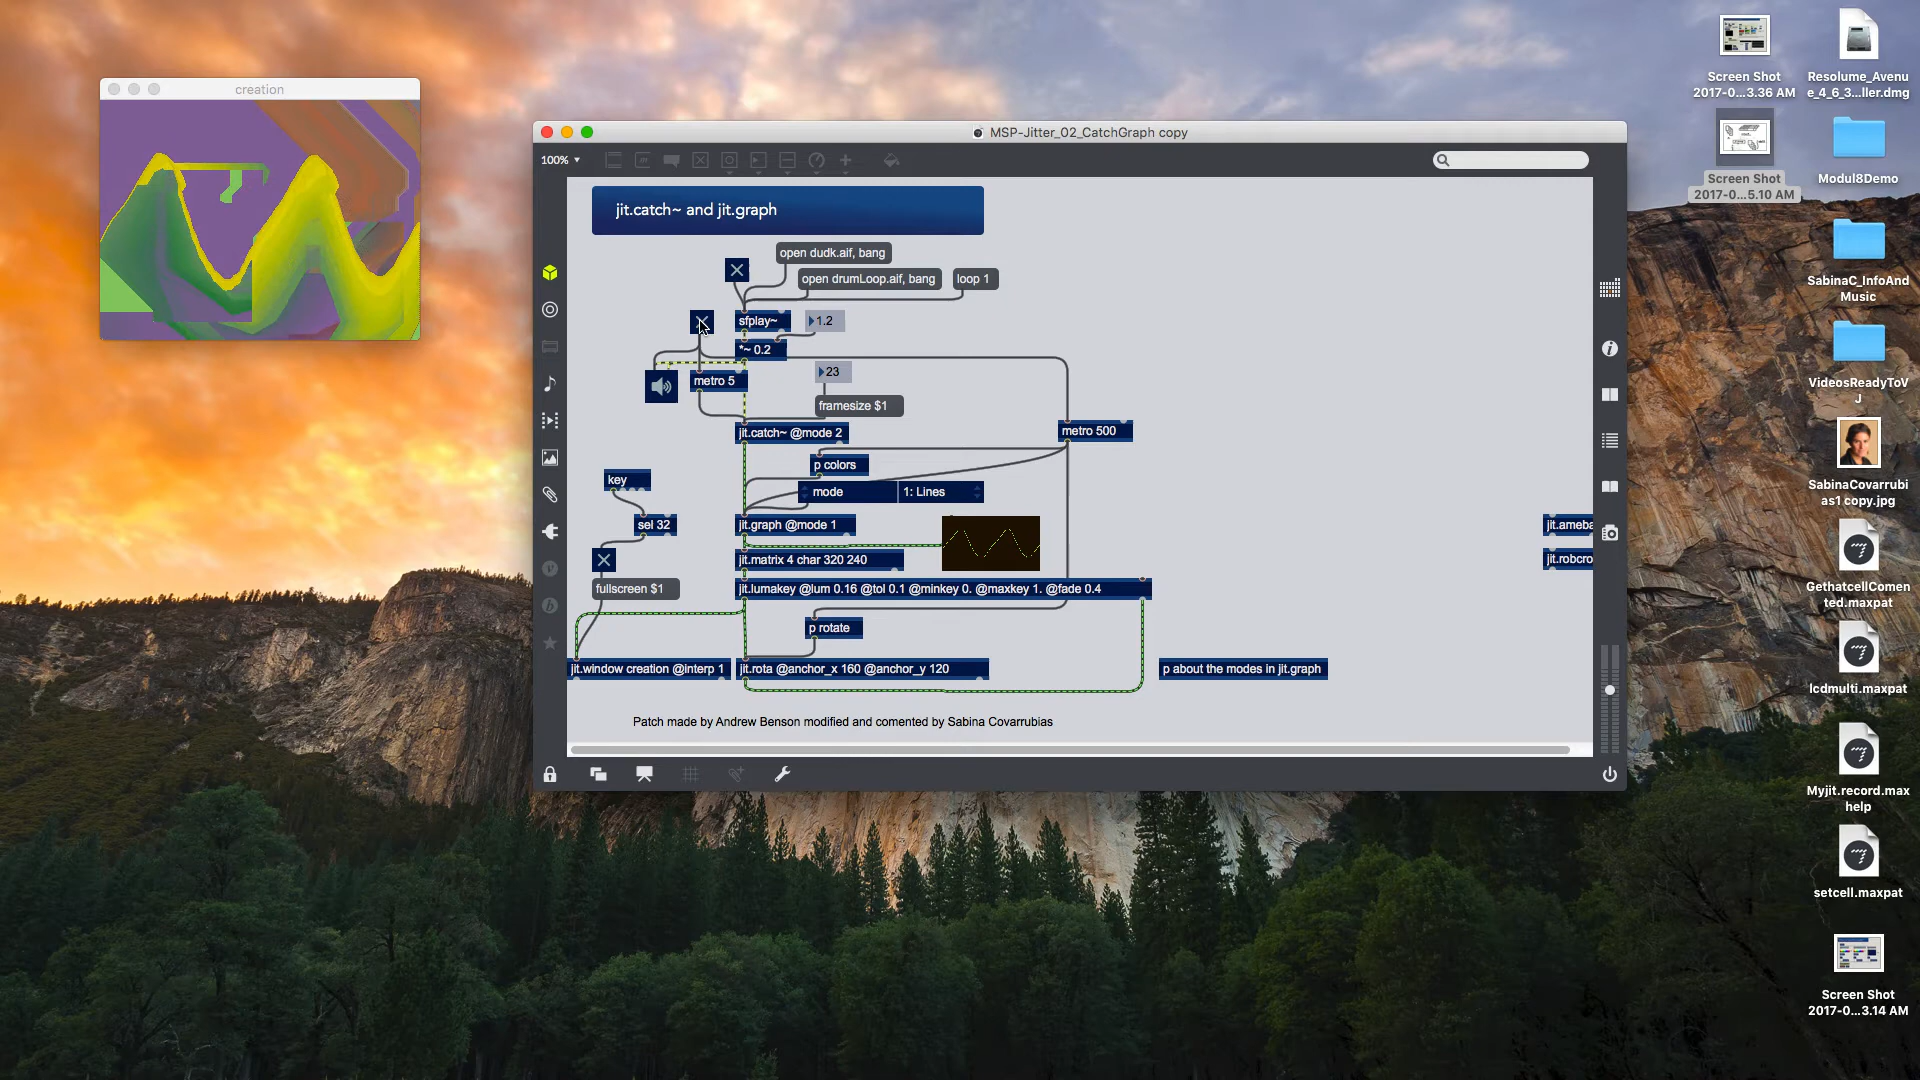 creation
MSP-Jitter_02_CatchGraph copy
100%
jit.catch~ and jit.graph
open dudk.aif, bang
open drumLoop.aif, bang
loop 1
sfplay~
1.2
*~ 0.2
metro 5
23
framesize $1
jit.catch~ @mode 2
metro 500
p colors
key
mode
1: Lines
sel 32
jit.graph @mode 1
jit.ameba
jit.matrix 4 char 320 240
jit.robcro
fullscreen $1
jit.lumakey @lum 0.16 @tol 0.1 @minkey 0. @maxkey 1. @fade 0.4
p rotate
jit.window creation @interp 1
jit.rota @anchor_x 160 @anchor_y 120
p about the modes in jit.graph
Patch made by Andrew Benson modified and comented by Sabina Covarrubias
Screen Shot
2017-0...3.36 AM
Resolume_Avenu
e_4_6_3...ller.dmg
Screen Shot
2017-0...5.10 AM
Modul8Demo
SabinaC_InfoAnd
Music
VideosReadyToV
J
SabinaCovarrubi
as1 copy.jpg
GethatcellComen
ted.maxpat
lcdmulti.maxpat
Myjit.record.max
help
setcell.maxpat
Screen Shot
2017-0...3.14 AM